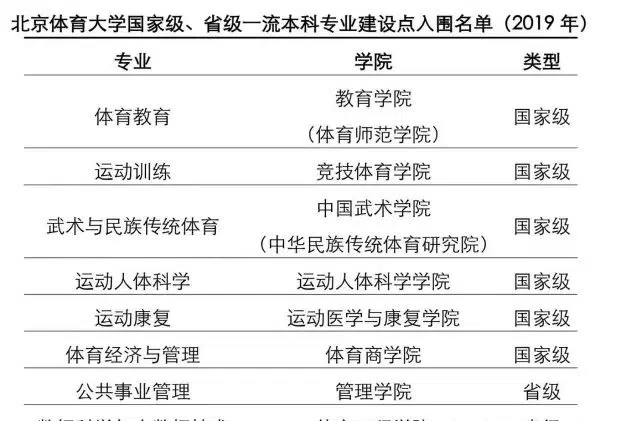 北京体育大学国家级、省级一流本科专业建设点入围名单（2019 年）
专业 学院 类型
体育教育 教育学院（体育师范学院） 国家级
运动训练 竞技体育学院 国家级
武术与民族传统体育 中国武术学院（中华民族传统体育研究院） 国家级
运动人体科学 运动人体科学学院 国家级
运动康复 运动医学与康复学院 国家级
体育经济与管理 体育商学院 国家级
公共事业管理 管理学院 省级